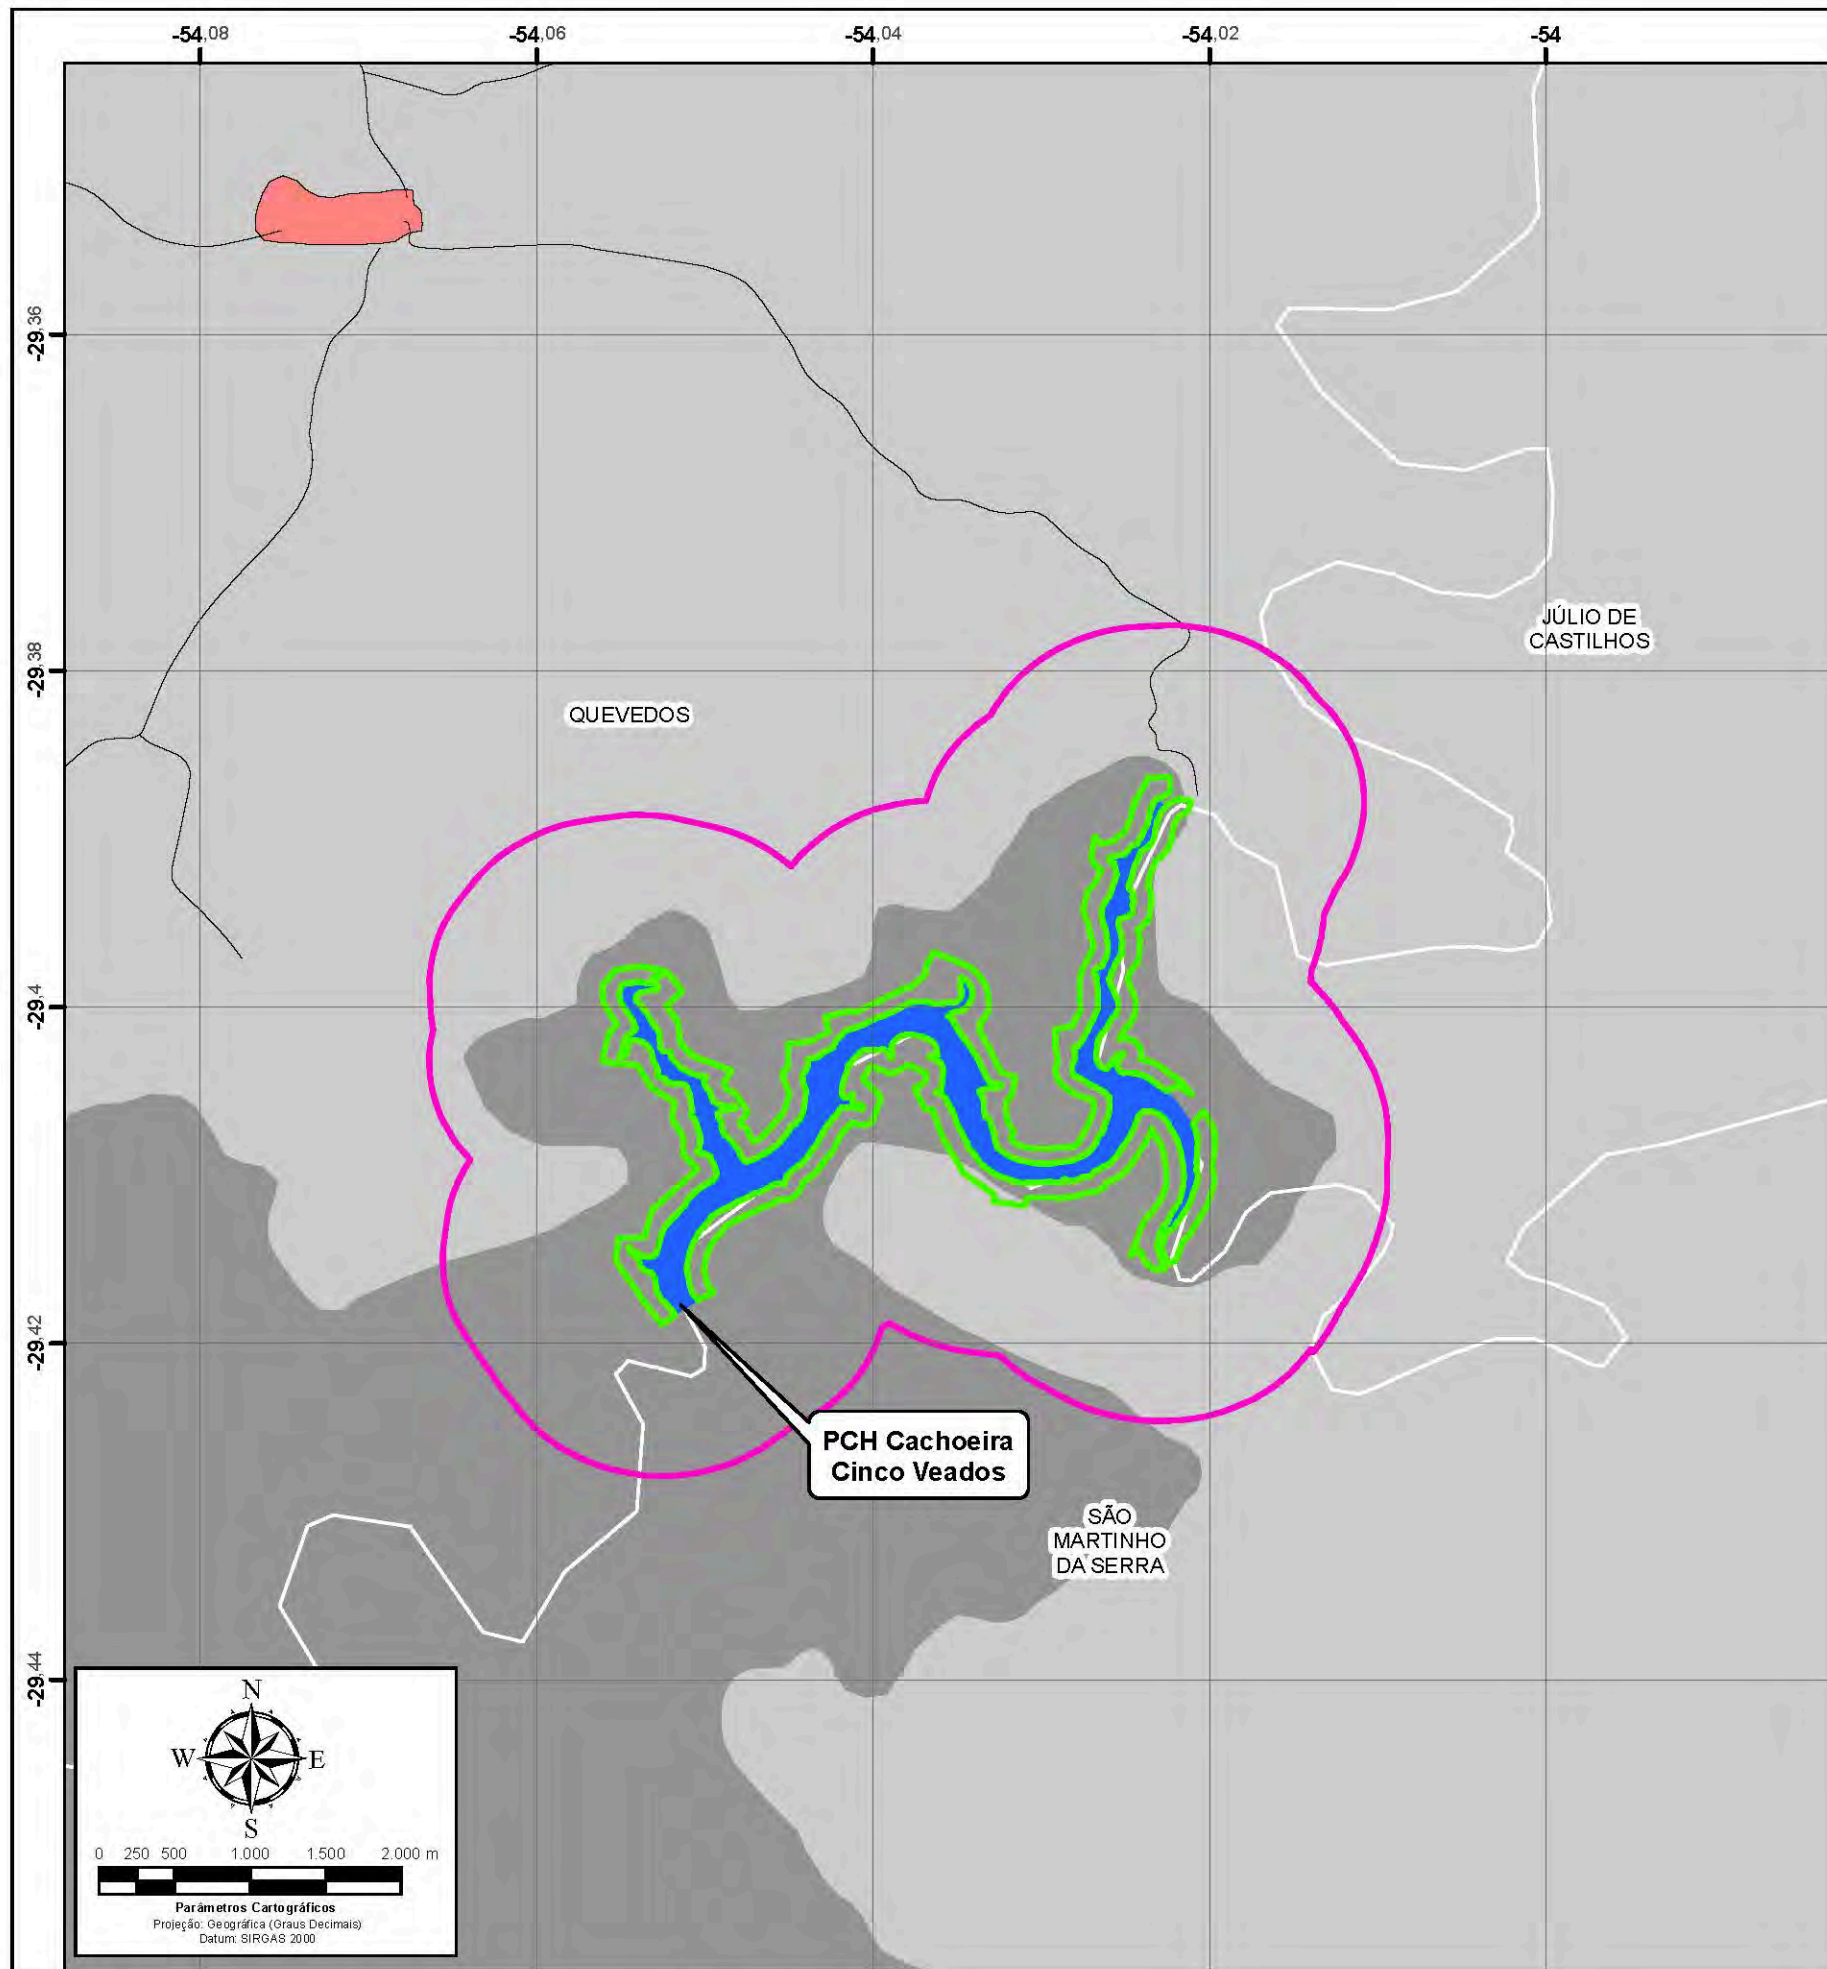 -54,08
-54,06
-54,04
-54,02
-54
-29,36
-29,38
-29,4
-29,42
-29,44
JÚLIO DE
CASTILHOS
QUEVEDOS
PCH Cachoeira
Cinco Veados
SÃO
MARTINHO
DA SERRA
N
W E
S
0 250 500 1.000 1.500 2.000 m
Parâmetros Cartográficos
Projeção: Geográfica (Graus Decimais)
Datum: SIRGAS 2000